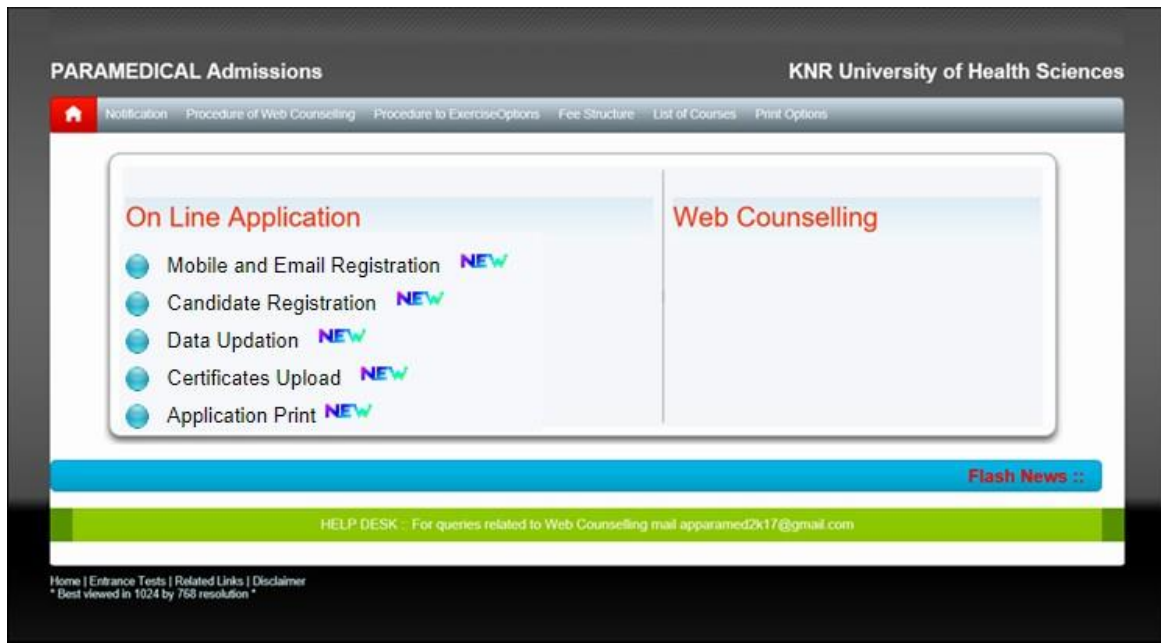 PARAMEDICAL Admissions
KNR University of Health Sciences
Notification Procedure of Web Counselling Procedure to ExerciseOptions Fee Structure List of Courses Print Options
On Line Application
Mobile and Email Registration NEW
Candidate Registration NEW
Data Updation NEW
Certificates Upload NEW
Application Print NEW
Web Counselling
Flash News ::
HELP DESK :: For queries related to Web Counselling mail apparamed2k17@gmail.com
Home | Entrance Tests | Related Links | Disclaimer
* Best viewed in 1024 by 768 resolution *